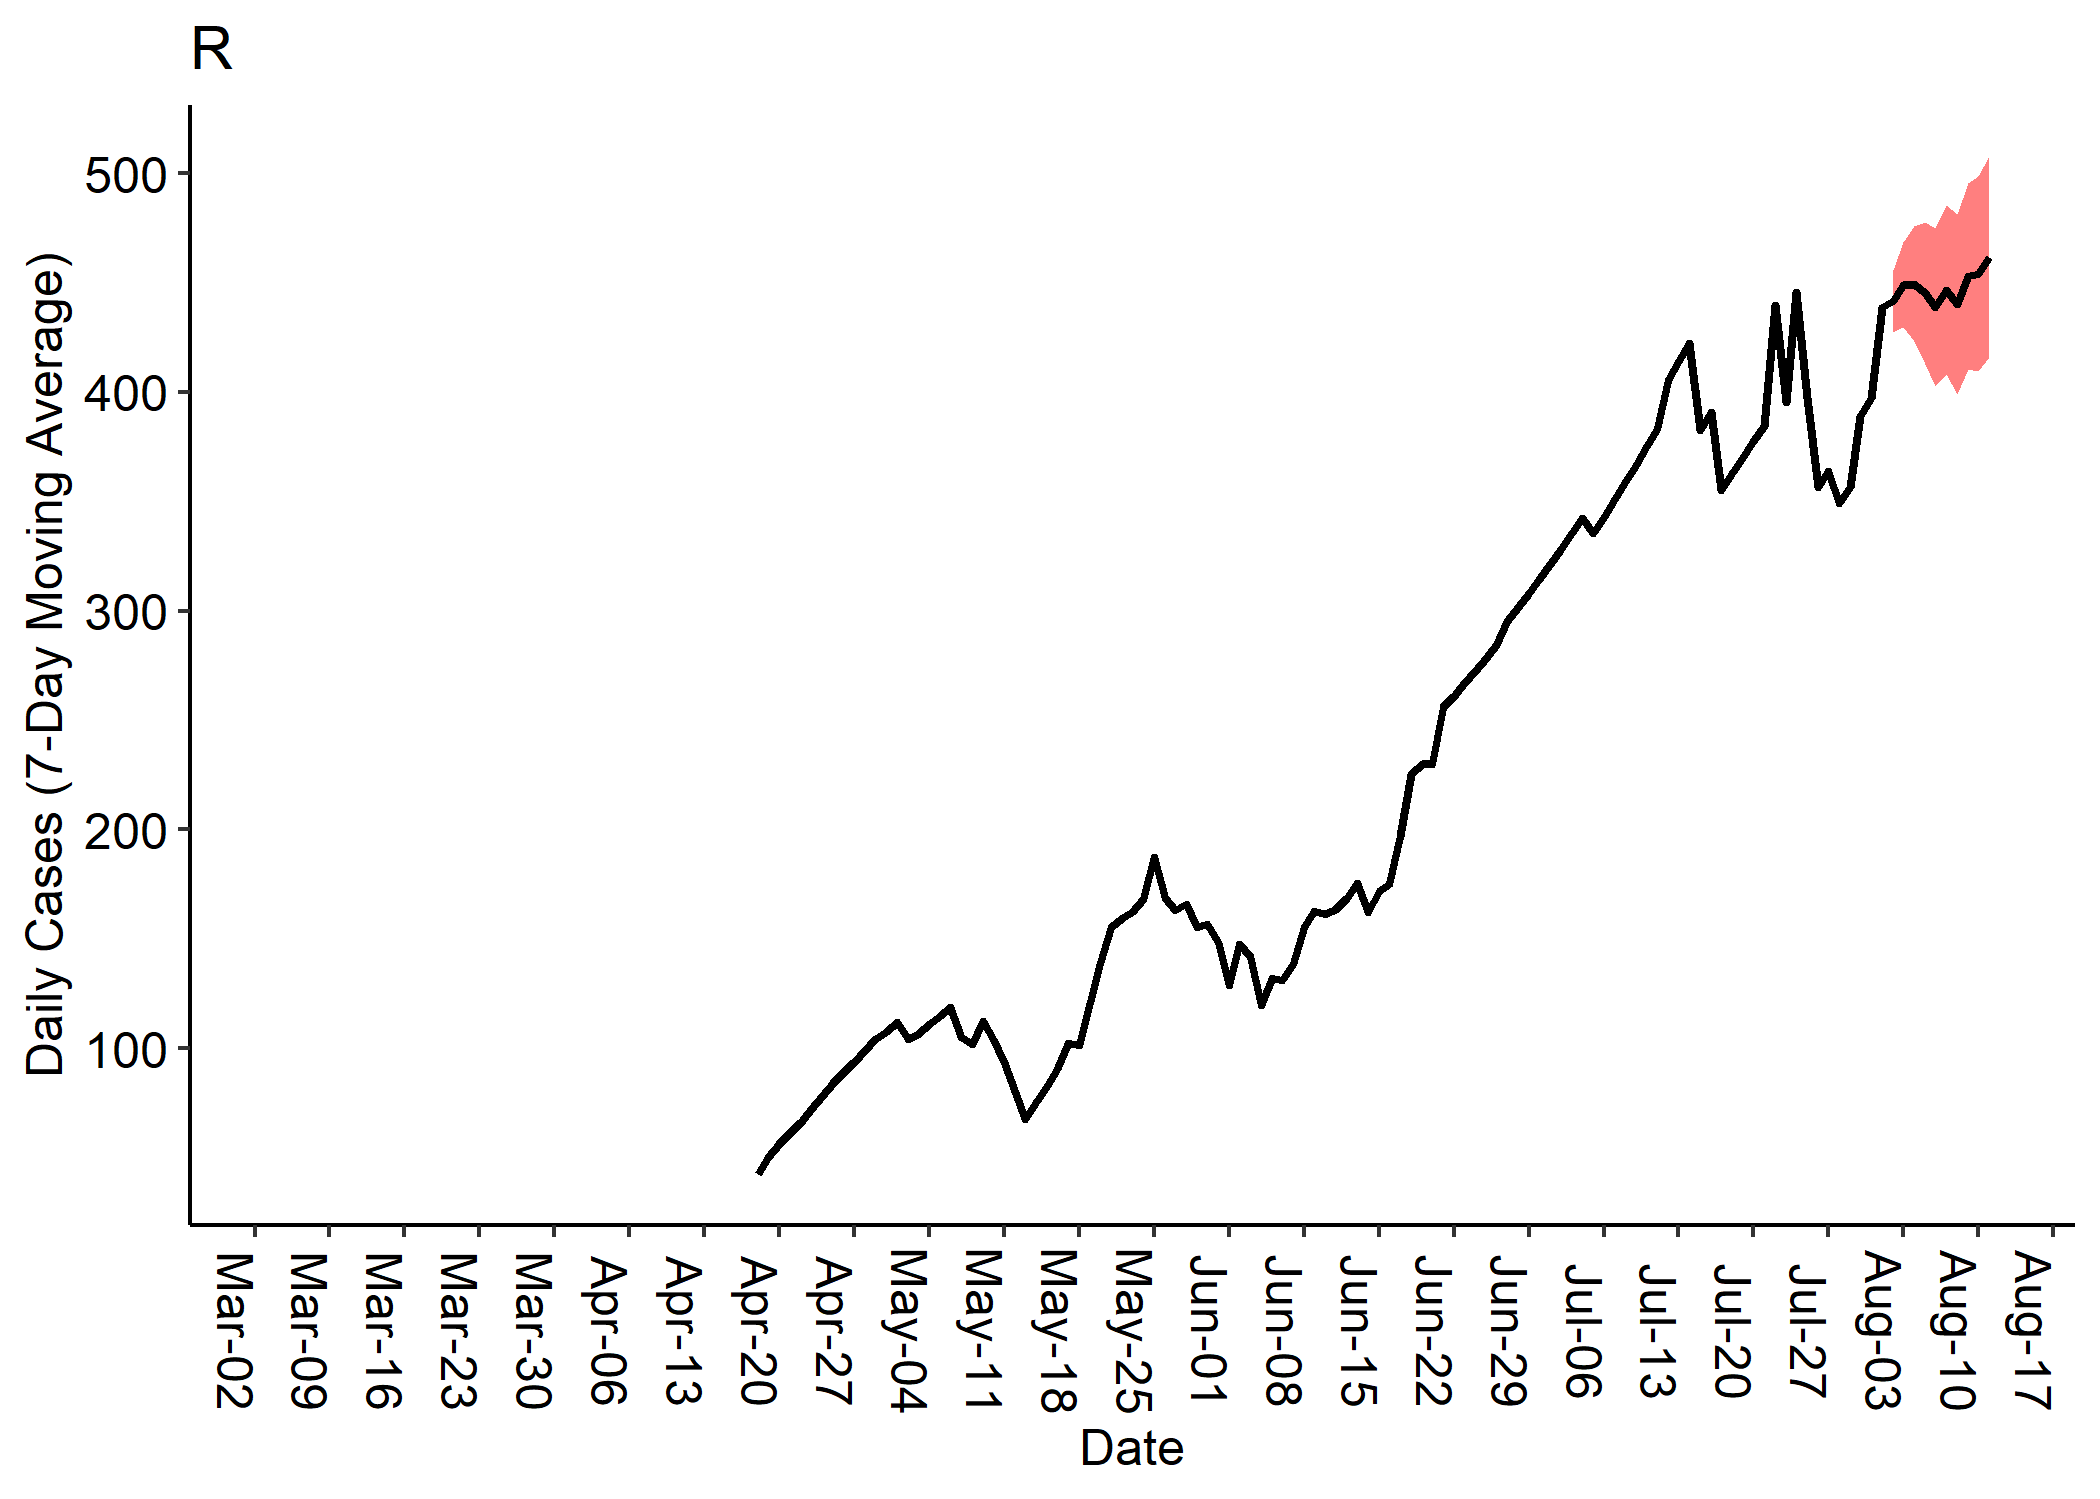 R
Daily Cases (7-Day Moving Average)
500
400
300
200
100
Mar-02
Mar-09
Mar-16
Mar-23
Mar-30
Apr-06
Apr-13
Apr-20
Apr-27
May-04
May-11
May-18
May-25
Jun-01
Jun-08
Jun-15
Jun-22
Jun-29
Jul-06
Jul-13
Jul-20
Jul-27
Aug-03
Aug-10
Aug-17
Date